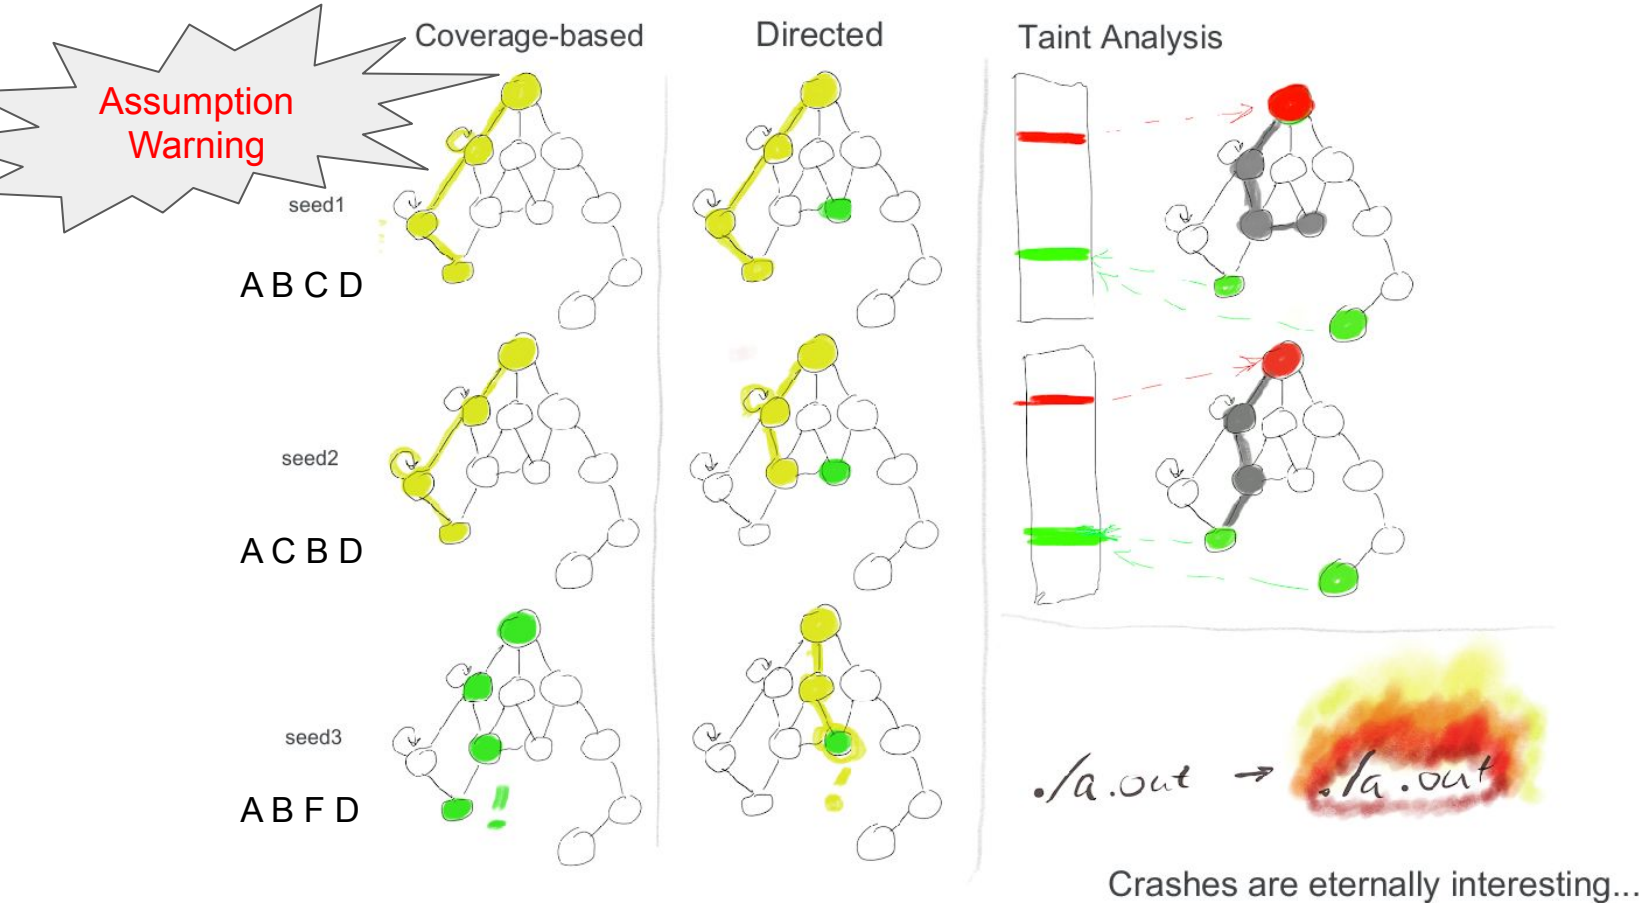 Coverage-based
Directed
Taint Analysis
Assumption
Warning
seed1
A B C D
seed2
A C B D
seed3
A B F D
./a.out → ./a.out
Crashes are eternally interesting...